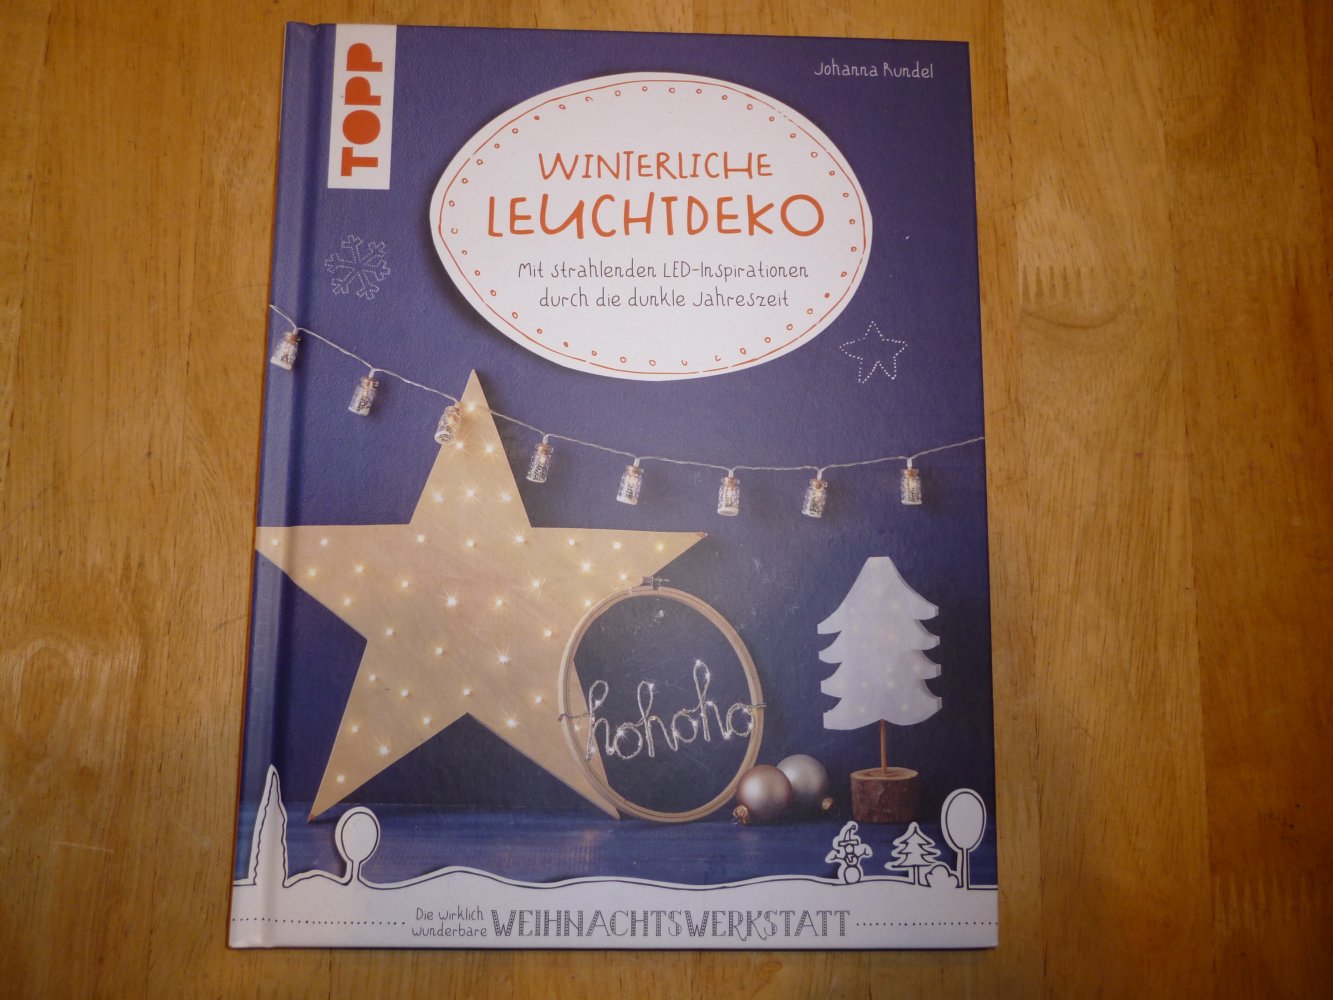 TOPP
Johanna Rundel
WINTERLICHE
LEUCHTDEKO
Mit strahlenden LED-Inspirationen
durch die dunkle Jahreszeit
hohoho
Die wirklich
wunderbare
WEIHNACHTSWERKSTATT